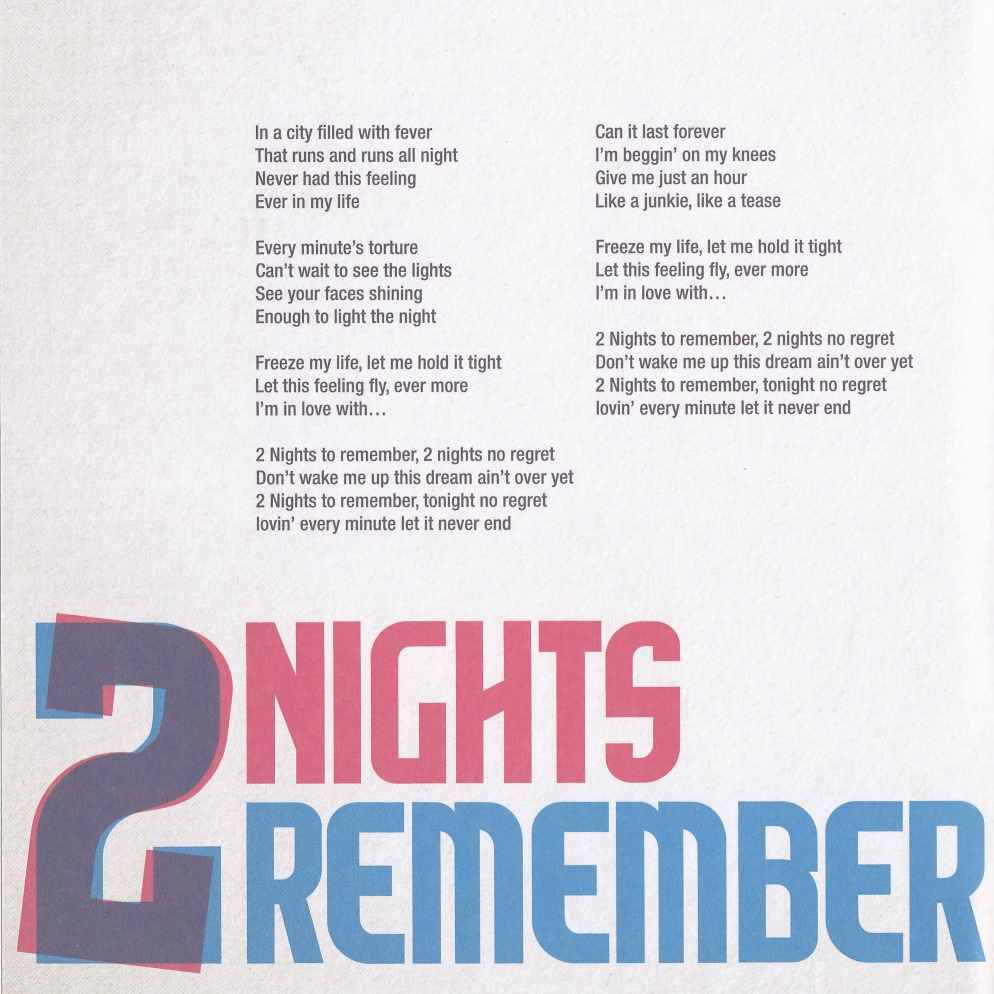 In a city filled with fever
That runs and runs all night
Never had this feeling
Ever in my life
Every minute's torture
Can't wait to see the lights
See your faces shining
Enough to light the night
Freeze my life, let me hold it tight
Let this feeling fly, ever more
I'm in love with…
2 Nights to remember, 2 nights no regret
Don't wake me up this dream ain't over yet
2 Nights to remember, tonight no regret
lovin' every minute let it never end
Can it last forever
I'm beggin' on my knees
Give me just an hour
Like a junkie, like a tease
Freeze my life, let me hold it tight
Let this feeling fly, ever more
I'm in love with…
2 Nights to remember, 2 nights no regret
Don't wake me up this dream ain't over yet
2 Nights to remember, tonight no regret
lovin' every minute let it never end
2 NIGHTS
REMEMBER